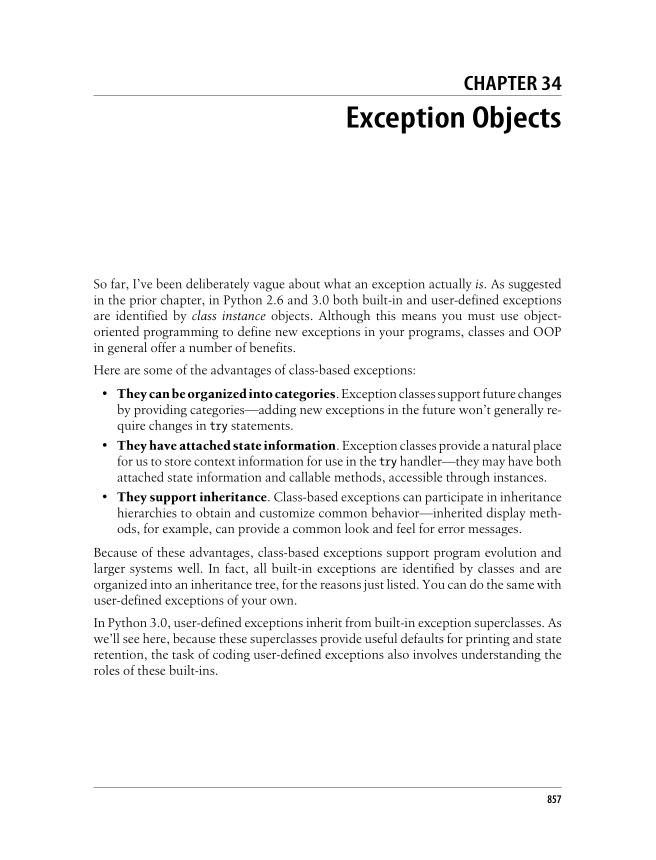 CHAPTER 34
Exception Objects
So far, I've been deliberately vague about what an exception actually is. As suggested
in the prior chapter, in Python 2.6 and 3.0 both built-in and user-defined exceptions
are identified by class instance objects. Although this means you must use object-
oriented programming to define new exceptions in your programs, classes and OOP
in general offer a number of benefits.
Here are some of the advantages of class-based exceptions:
• They can be organized into categories. Exception classes support future changes
by providing categories—adding new exceptions in the future won't generally re-
quire changes in try statements.
• They have attached state information. Exception classes provide a natural place
for us to store context information for use in the try handler—they may have both
attached state information and callable methods, accessible through instances.
• They support inheritance. Class-based exceptions can participate in inheritance
hierarchies to obtain and customize common behavior—inherited display meth-
ods, for example, can provide a common look and feel for error messages.
Because of these advantages, class-based exceptions support program evolution and
larger systems well. In fact, all built-in exceptions are identified by classes and are
organized into an inheritance tree, for the reasons just listed. You can do the same with
user-defined exceptions of your own.
In Python 3.0, user-defined exceptions inherit from built-in exception superclasses. As
we'll see here, because these superclasses provide useful defaults for printing and state
retention, the task of coding user-defined exceptions also involves understanding the
roles of these built-ins.
857